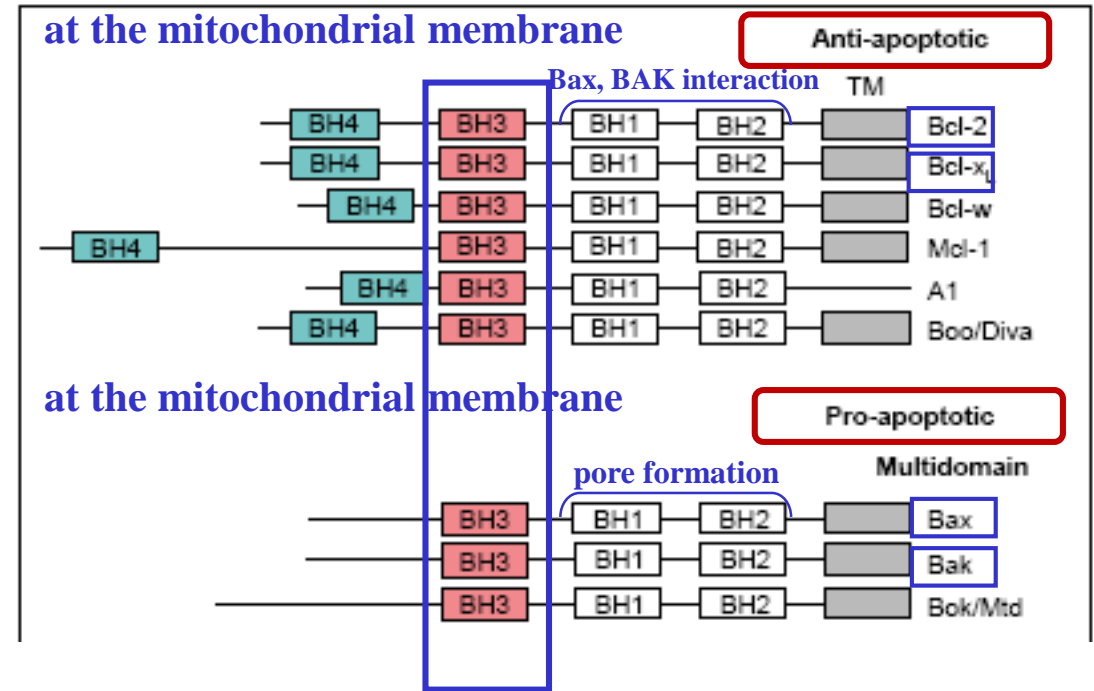 at the mitochondrial membrane
Anti-apoptotic
Bax, BAK interaction
TM
BH4 BH3 BH1 BH2 Bcl-2
BH4 BH3 BH1 BH2 Bcl-xL
BH4 BH3 BH1 BH2 Bcl-w
BH4 BH3 BH1 BH2 Mcl-1
BH4 BH3 BH1 BH2 A1
BH4 BH3 BH1 BH2 Boo/Diva
at the mitochondrial membrane
Pro-apoptotic
Multidomain
pore formation
BH3 BH1 BH2 Bax
BH3 BH1 BH2 Bak
BH3 BH1 BH2 Bok/Mtd